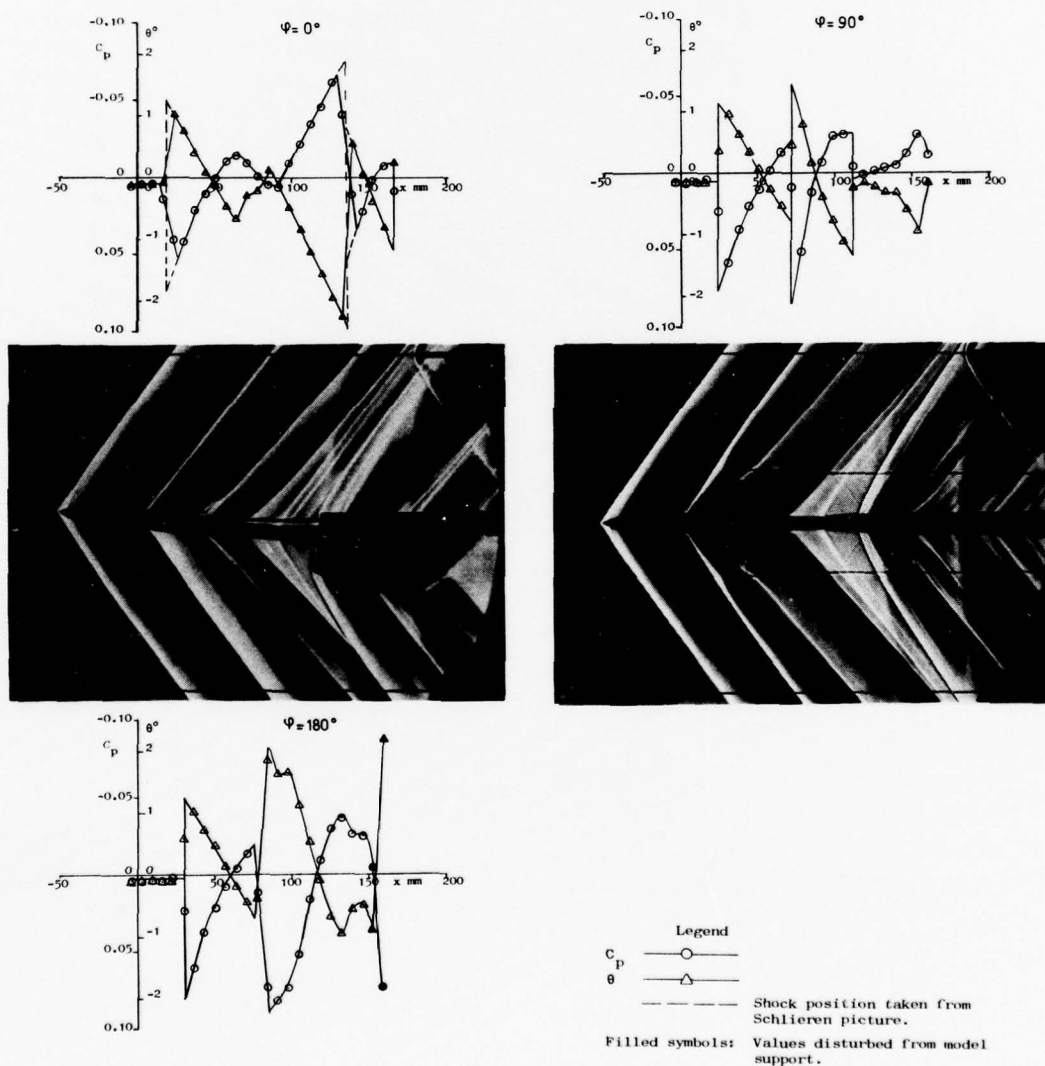 φ = 0°
-0.10
θ°
C_p
2
-0.05
1
0
0
-50
50
100
x mm
200
-1
0.05
-2
0.10
φ = 90°
-0.10
θ°
C_p
2
-0.05
1
0
0
-50
50
100
x mm
200
-1
0.05
-2
0.10
φ = 180°
-0.10
θ°
C_p
2
-0.05
1
0
0
-50
50
100
150
x mm
200
-1
0.05
-2
0.10
Legend
C_p
θ
Shock position taken from
Schlieren picture.
Filled symbols: Values disturbed from model
support.